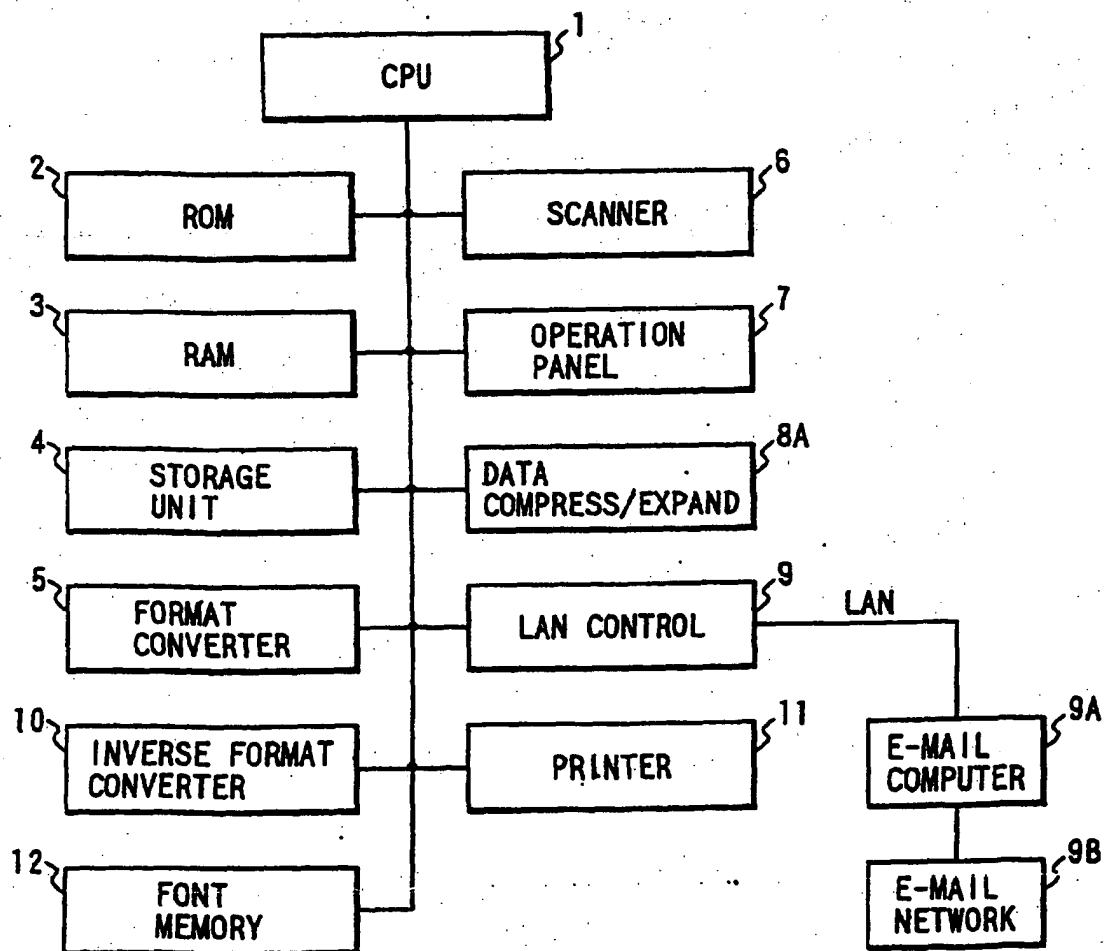 1
CPU
2
ROM
6
SCANNER
3
RAM
7
OPERATION
PANEL
4
STORAGE
UNIT
8A
DATA
COMPRESS/EXPAND
5
FORMAT
CONVERTER
9
LAN CONTROL
LAN
10
INVERSE FORMAT
CONVERTER
11
PRINTER
9A
E-MAIL
COMPUTER
12
FONT
MEMORY
9B
E-MAIL
NETWORK